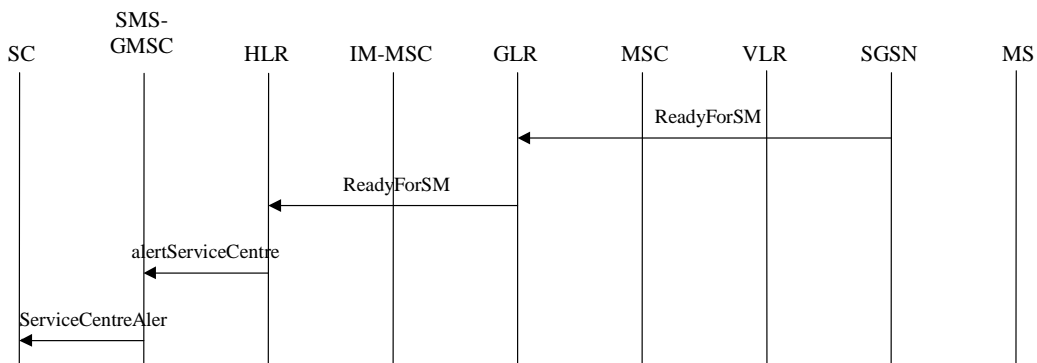 SC
SMS-
GMSC
HLR
IM-MSC
GLR
MSC
VLR
SGSN
MS
ReadyForSM
ReadyForSM
alertServiceCentre
ServiceCentreAler